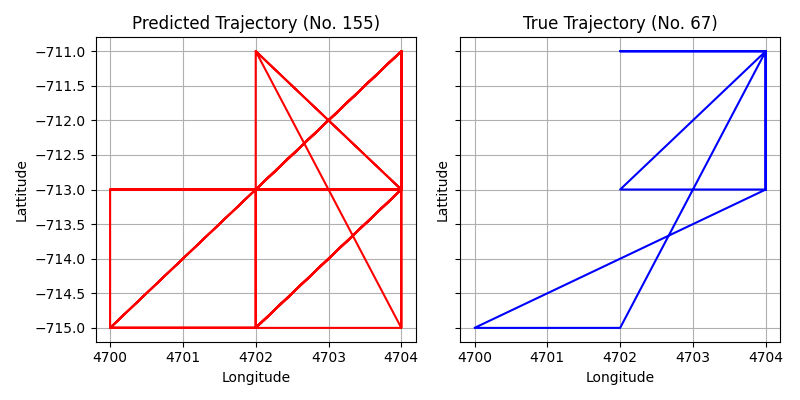 Predicted Trajectory (No. 155)
True Trajectory (No. 67)
−711.0
−711.5
−712.0
−712.5
−713.0
−713.5
−714.0
−714.5
−715.0
Lattitude
Lattitude
4700 4701 4702 4703 4704
4700 4701 4702 4703 4704
Longitude
Longitude